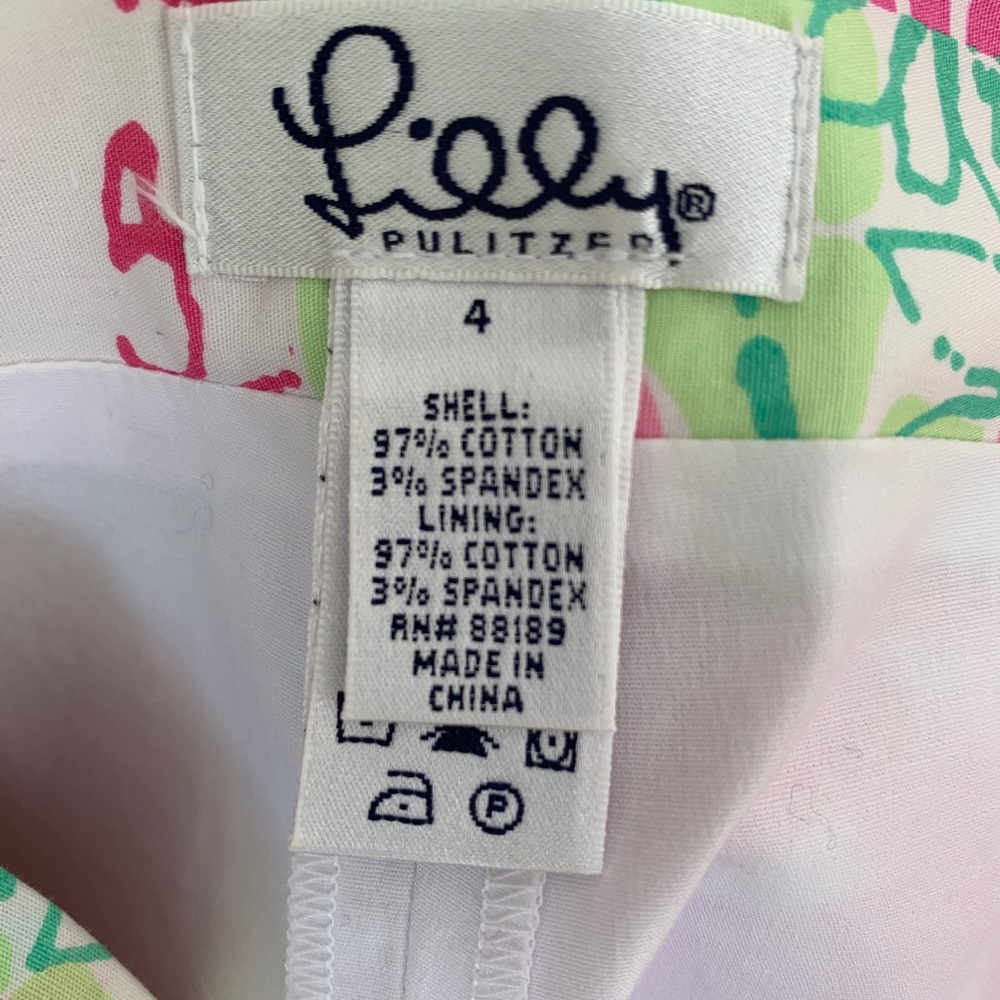 Lilly®
PULITZER
4
SHELL:
97% COTTON
3% SPANDEX
LINING:
97% COTTON
3% SPANDEX
RN# 88189
MADE IN
CHINA
P